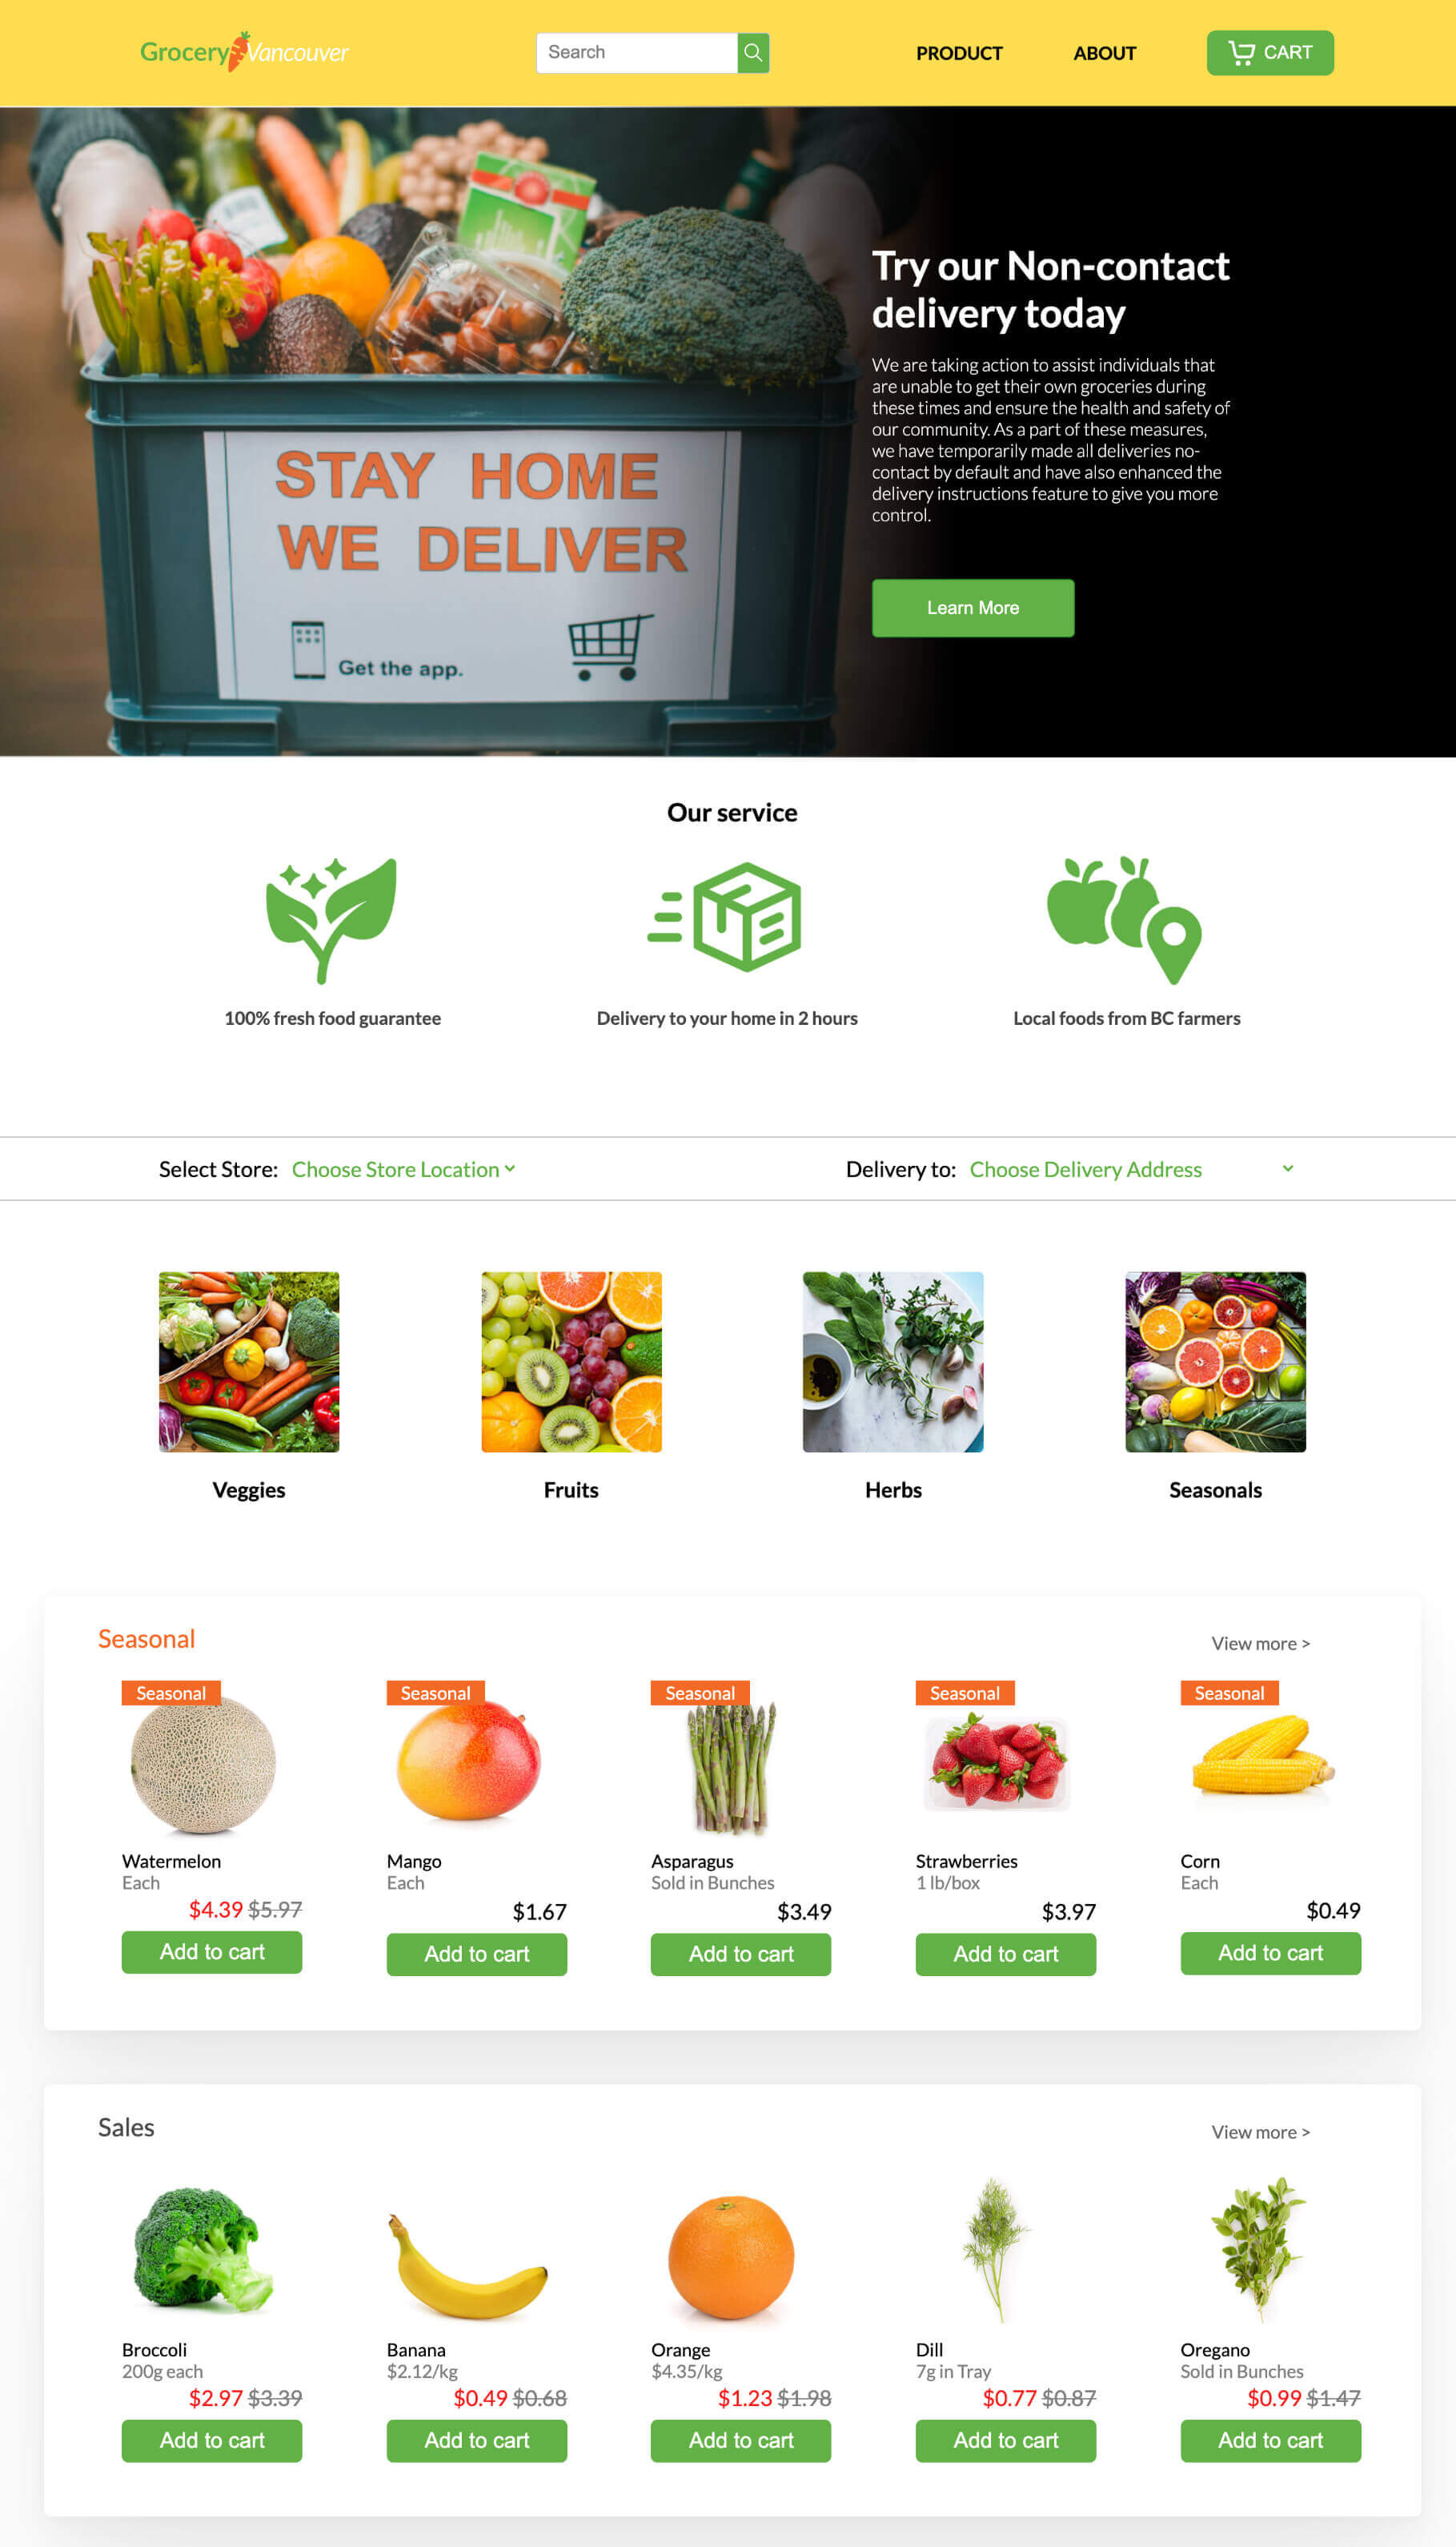 Grocery Vancouver
Search
PRODUCT
ABOUT
CART
Try our Non-contact
delivery today
We are taking action to assist individuals that
are unable to get their own groceries during
these times and ensure the health and safety of
our community. As a part of these measures,
we have temporarily made all deliveries no-
contact by default and have also enhanced the
delivery instructions feature to give you more
control.
Learn More
STAY HOME
WE DELIVER
Get the app.
Our service
100% fresh food guarantee
Delivery to your home in 2 hours
Local foods from BC farmers
Select Store: Choose Store Location
Delivery to: Choose Delivery Address
Veggies
Fruits
Herbs
Seasonals
Seasonal
View more >
Seasonal
Watermelon
Each
$4.39 $5.97
Add to cart
Seasonal
Mango
Each
$1.67
Add to cart
Seasonal
Asparagus
Sold in Bunches
$3.49
Add to cart
Seasonal
Strawberries
1 lb/box
$3.97
Add to cart
Seasonal
Corn
Each
$0.49
Add to cart
Sales
View more >
Broccoli
200g each
$2.97 $3.39
Add to cart
Banana
$2.12/kg
$0.49 $0.68
Add to cart
Orange
$4.35/kg
$1.23 $1.98
Add to cart
Dill
7g in Tray
$0.77 $0.87
Add to cart
Oregano
Sold in Bunches
$0.99 $1.47
Add to cart